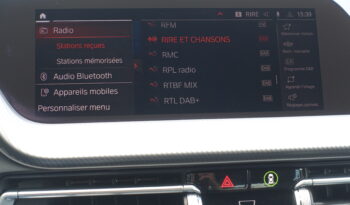 RIRE
15:39
Radio
Stations reçues
Stations mémorisées
Audio Bluetooth
Appareils mobiles
Personnaliser menu
RFM
RIRE ET CHANSONS
RMC
RPL radio
RTBF MIX
RTL DAB+